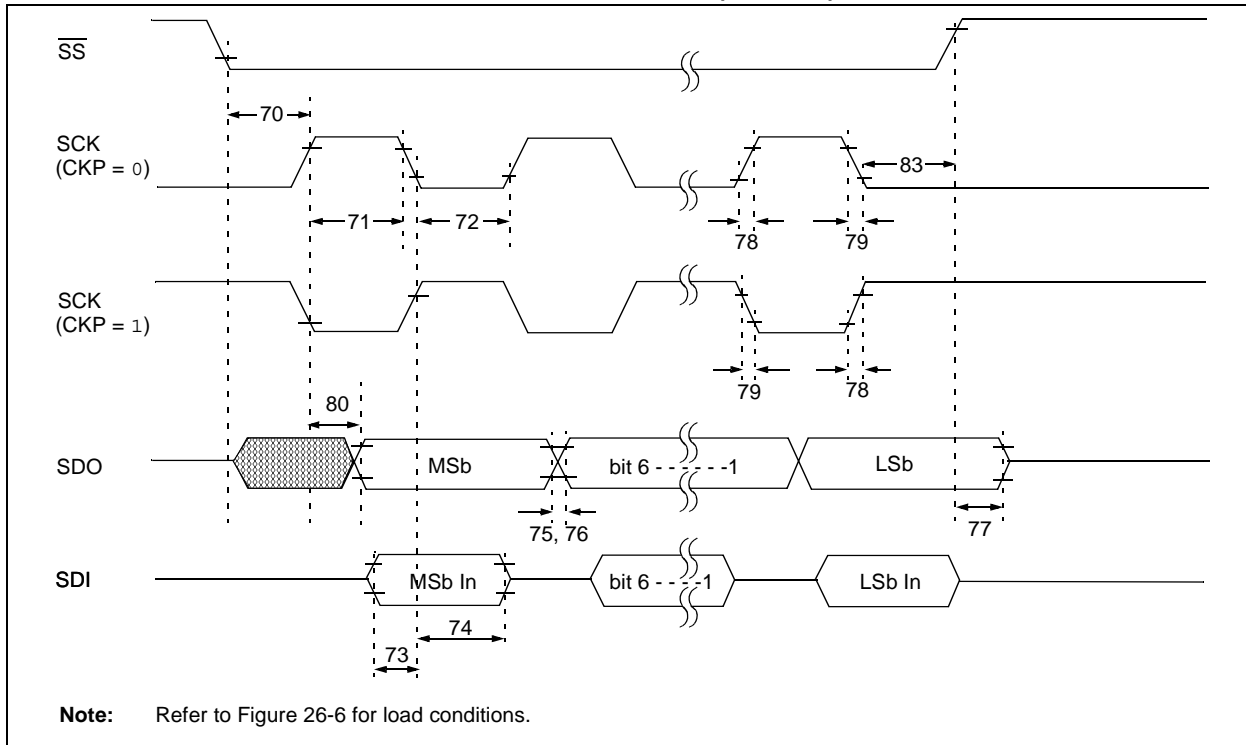 SS
70
SCK
(CKP = 0)
83
71
72
78
79
SCK
(CKP = 1)
79
78
80
SDO
MSb
bit 6 - - - - - -1
LSb
75, 76
77
SDI
MSb In
bit 6 - - - -1
LSb In
74
73
Note: Refer to Figure 26-6 for load conditions.